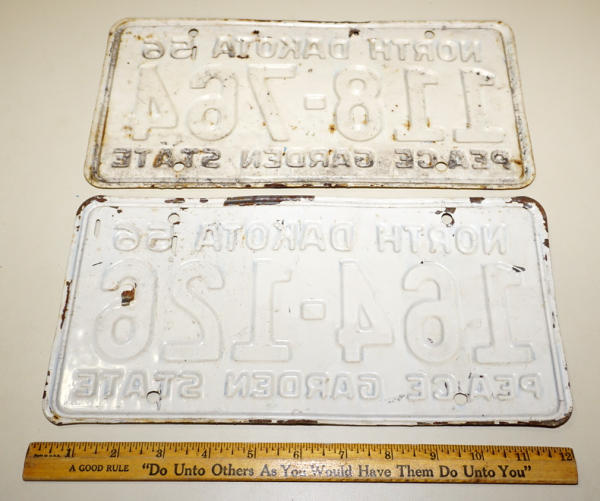 NORTH DAKOTA 56
118-764
PEACE GARDEN STATE
NORTH DAKOTA 56
164-126
PEACE GARDEN STATE
1 2 3 4 5 6 7 8 9 10 11 12
A GOOD RULE "Do Unto Others As You Would Have Them Do Unto You"